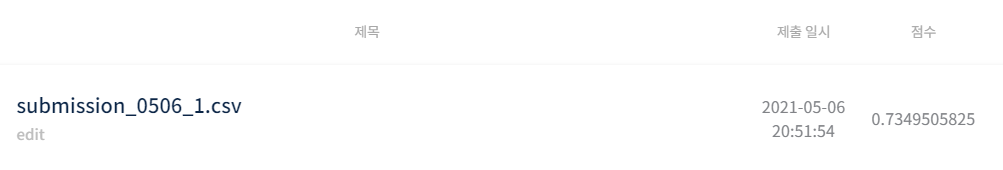 제목 제출 일시 점수
submission_0506_1.csv
edit
2021-05-06
20:51:54
0.7349505825